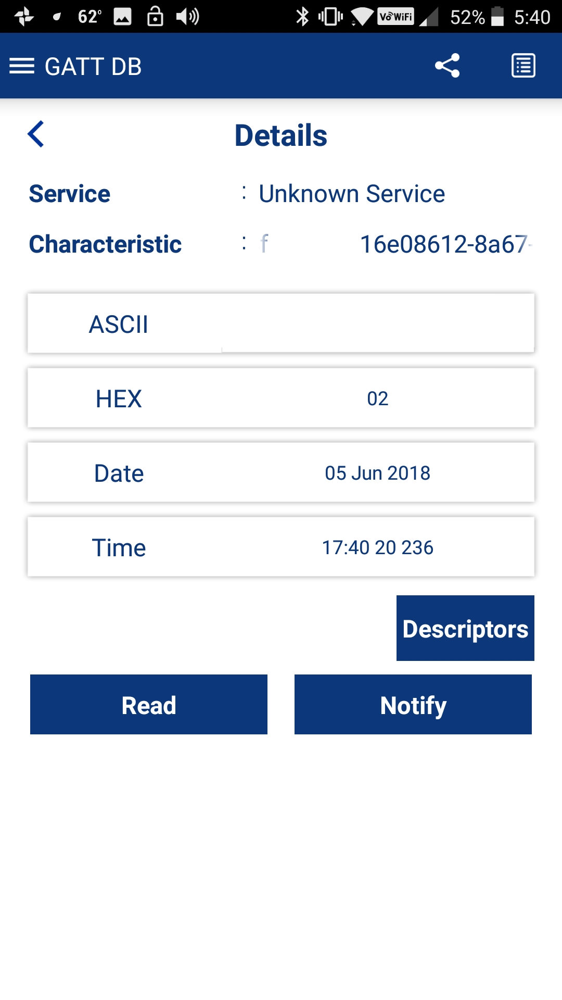 62° VoWiFi 52% 5:40
GATT DB
Details
Service : Unknown Service
Characteristic : f 16e08612-8a67-
ASCII
HEX 02
Date 05 Jun 2018
Time 17:40 20 236
Descriptors
Read Notify